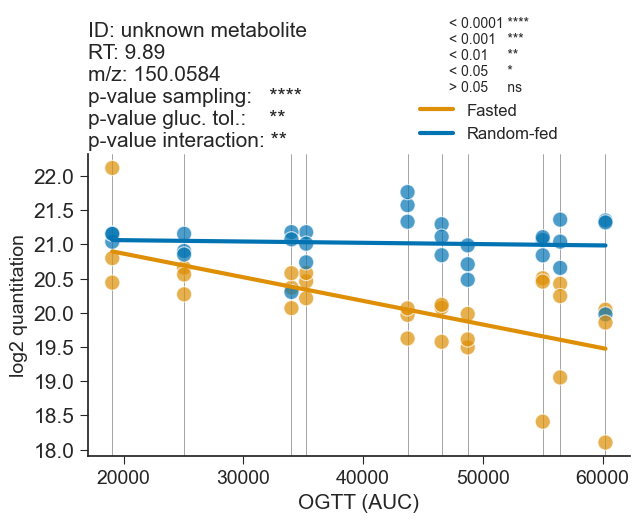 ID: unknown metabolite
RT: 9.89
m/z: 150.0584
p-value sampling: ****
p-value gluc. tol.: **
p-value interaction: **
< 0.0001 ****
< 0.001 ***
< 0.01 **
< 0.05 *
> 0.05 ns
Fasted
Random-fed
log2 quantitation
22.0
21.5
21.0
20.5
20.0
19.5
19.0
18.5
18.0
20000 30000 40000 50000 60000
OGTT (AUC)